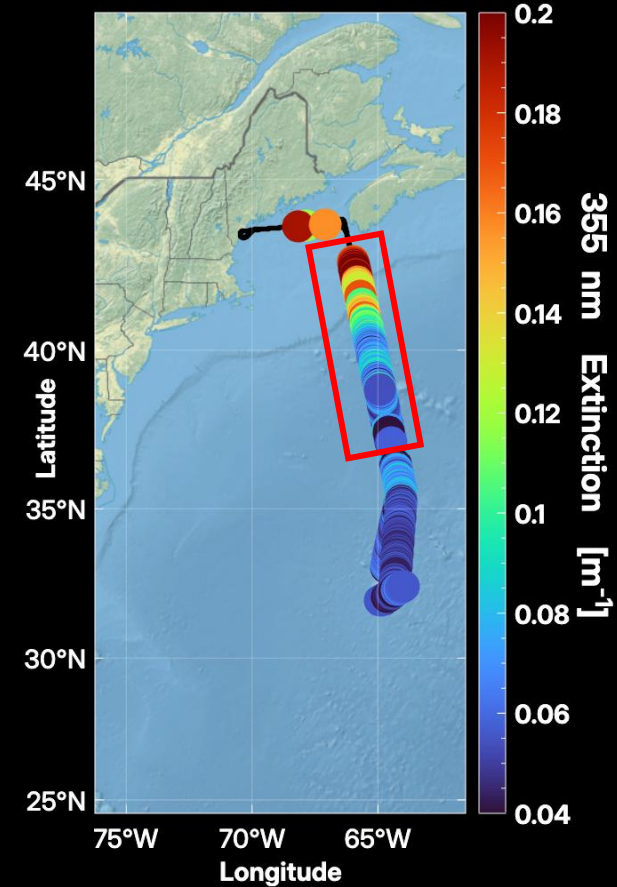 0.2
0.18
45°N
0.16
0.14
40°N
0.12
355 nm Extinction [m⁻¹]
Latitude
35°N
0.1
0.08
30°N
0.06
25°N
0.04
75°W 70°W 65°W
Longitude